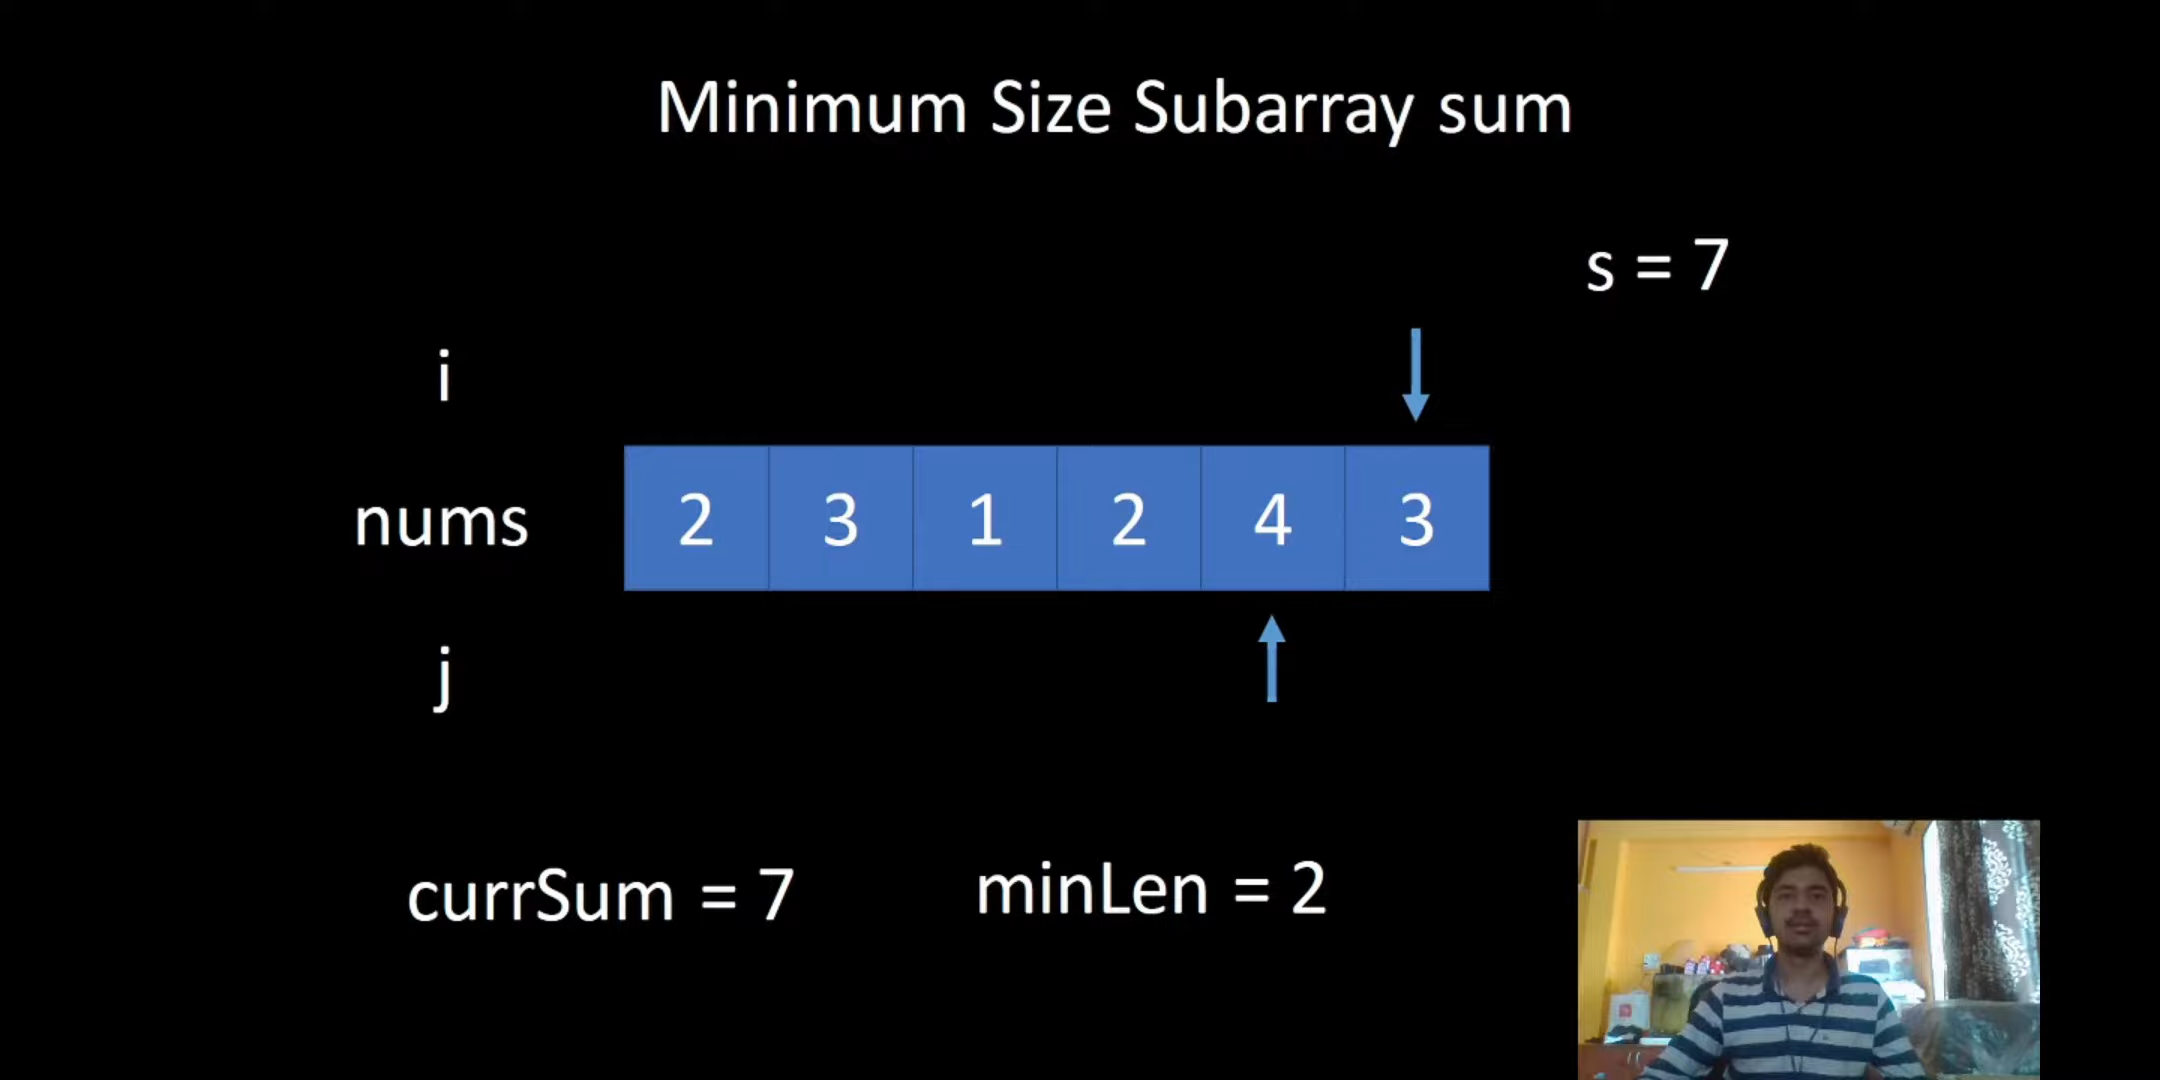 Minimum Size Subarray sum
s = 7
i
nums 2 3 1 2 4 3
j
currSum = 7 minLen = 2